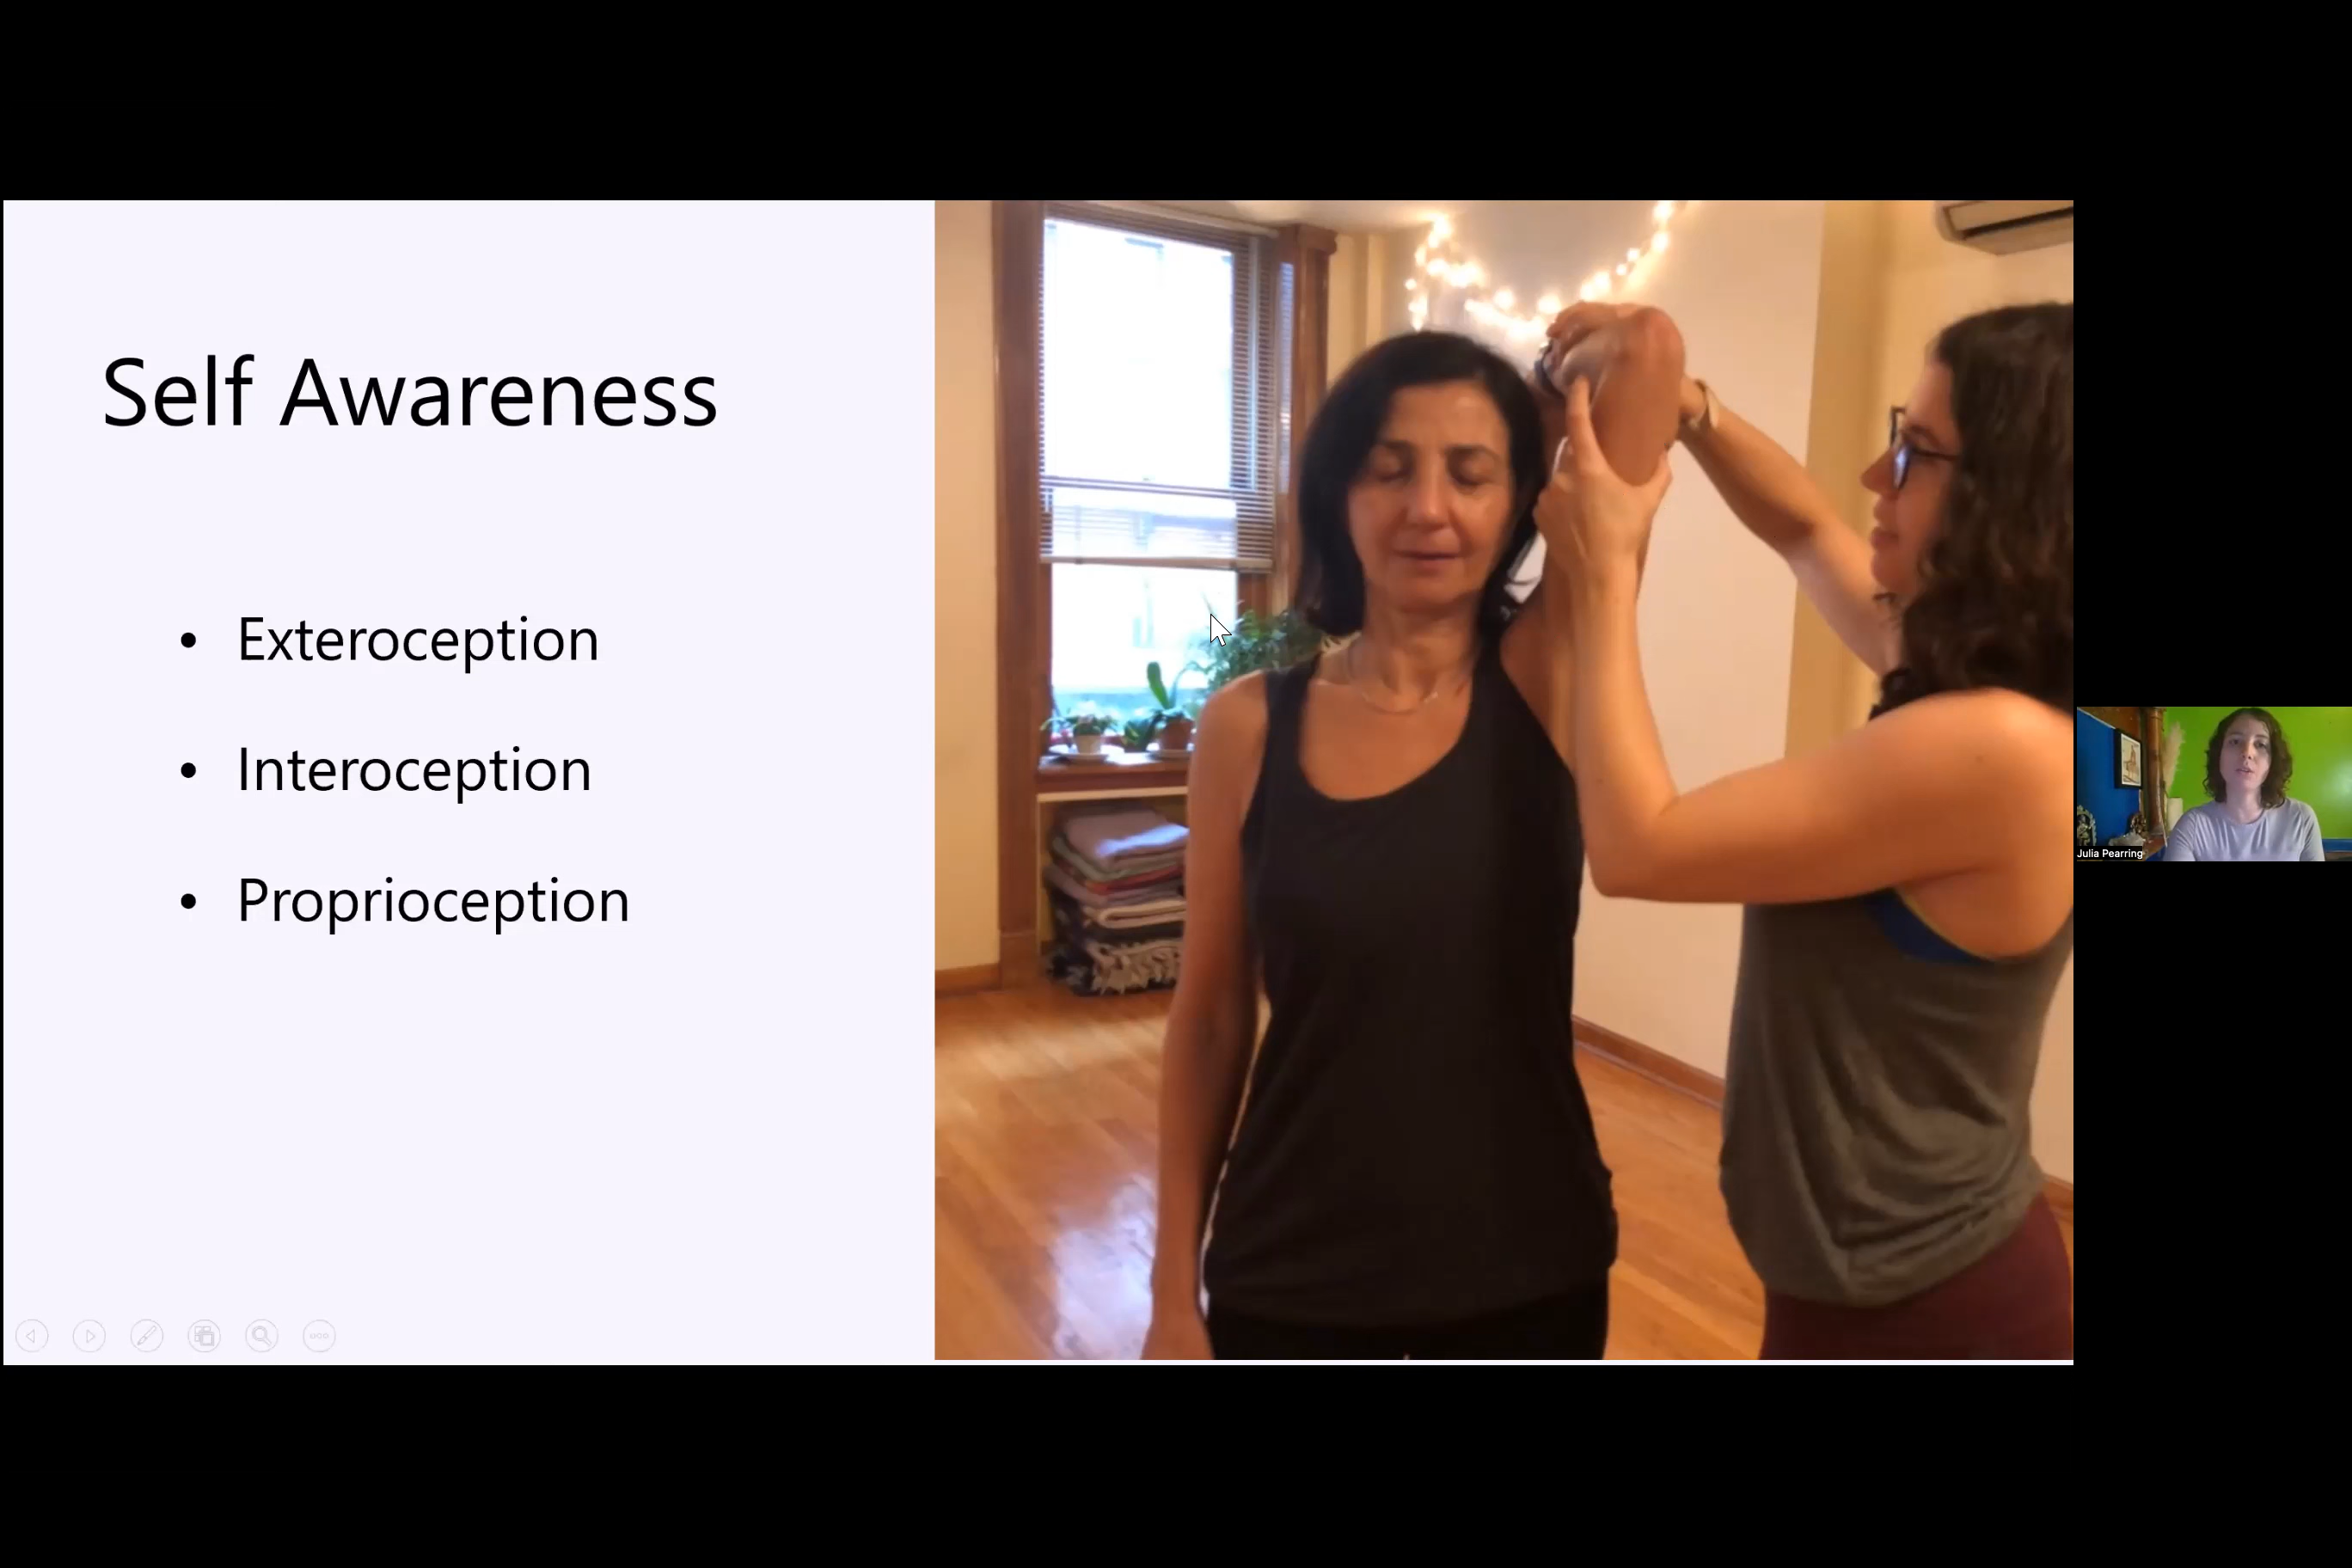 Self Awareness
• Exteroception
• Interoception
• Proprioception
Julia Pearring